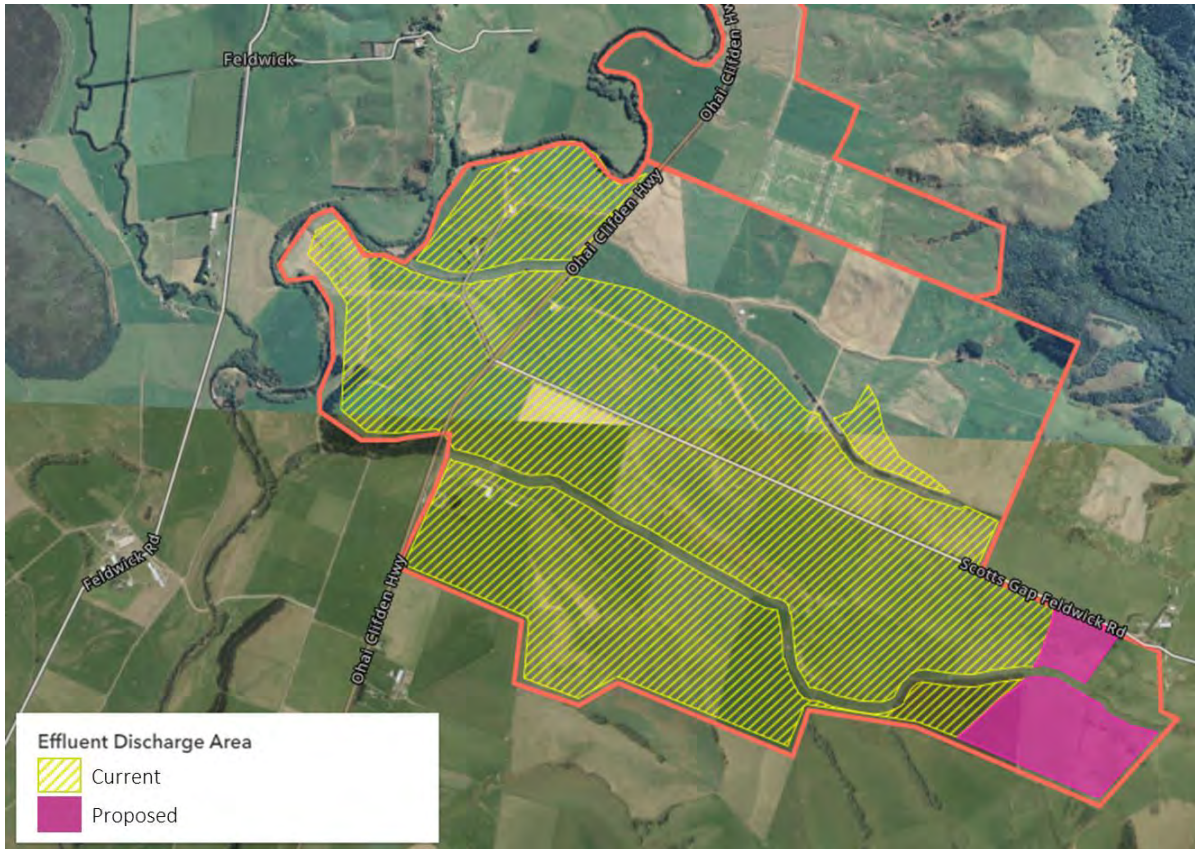 Feldwick
Ohai Clifden Hw
Ohai Clifden Hwy
Scotts Gap Feldwick Rd
Feldwick Rd
Ohai Clifden Hwy
Effluent Discharge Area
Current
Proposed